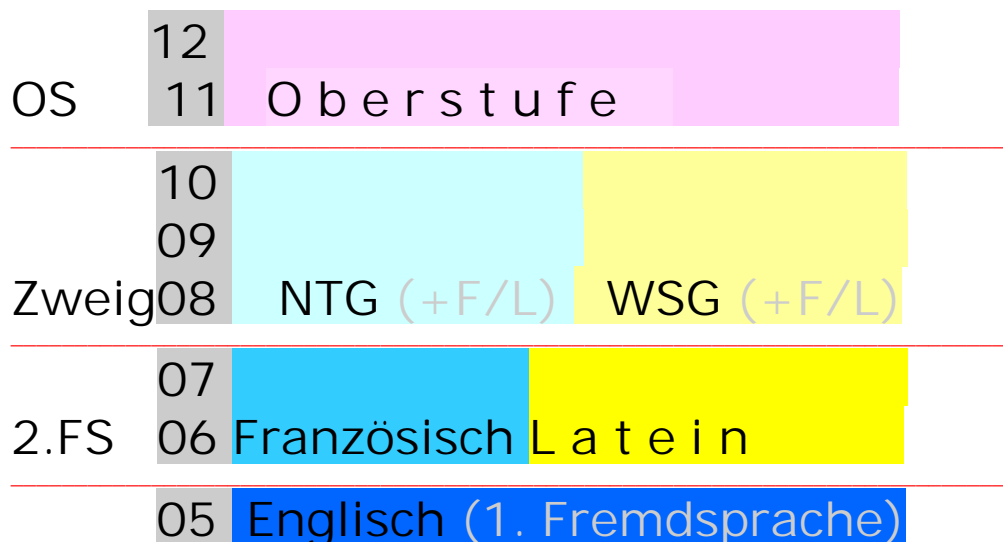 12
OS 11 Oberstufe
10
09
Zweig 08 NTG (+F/L) WSG (+F/L)
07
2.FS 06 Französisch Latein
05 Englisch (1. Fremdsprache)